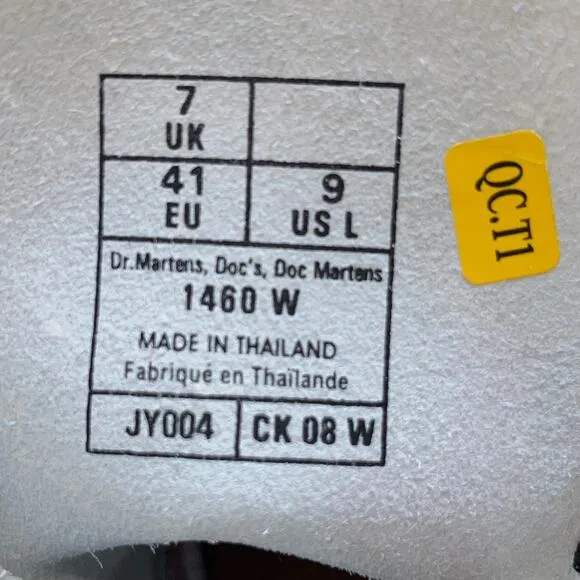 7
UK
41
EU
9
US L
Dr.Martens, Doc's, Doc Martens
1460 W
MADE IN THAILAND
Fabriqué en Thaïlande
JY004
CK 08 W
QC.T1